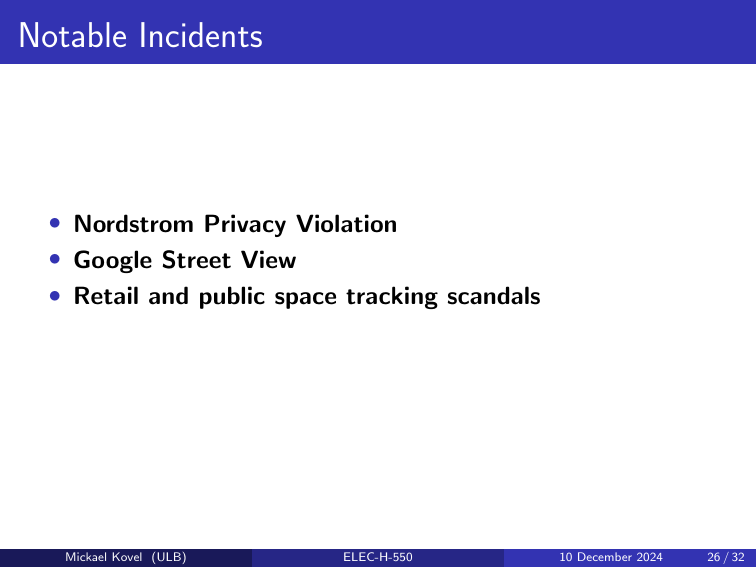 Notable Incidents
• Nordstrom Privacy Violation
• Google Street View
• Retail and public space tracking scandals
Mickael Kovel (ULB) ELEC-H-550 10 December 2024 26 / 32